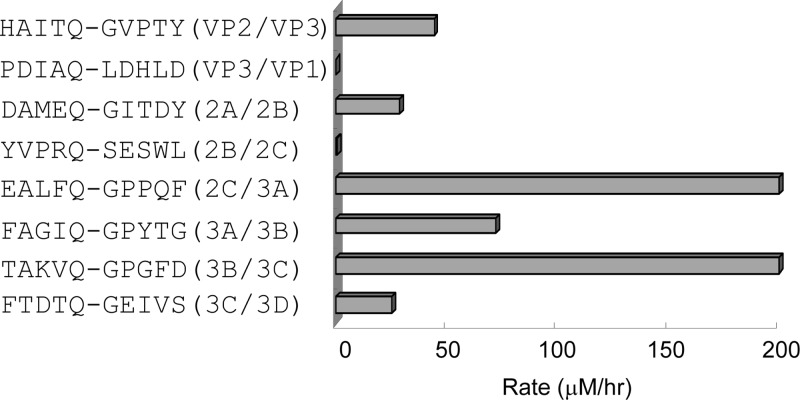 HAITQ-GVPTY(VP2/VP3)
PDIAQ-LDHLD(VP3/VP1)
DAMEQ-GITDY(2A/2B)
YVPRQ-SESWL(2B/2C)
EALFQ-GPPQF(2C/3A)
FAGIQ-GPYTG(3A/3B)
TAKVQ-GPGFD(3B/3C)
FTDTQ-GEIVS(3C/3D)
0 50 100 150 200
Rate (μM/hr)